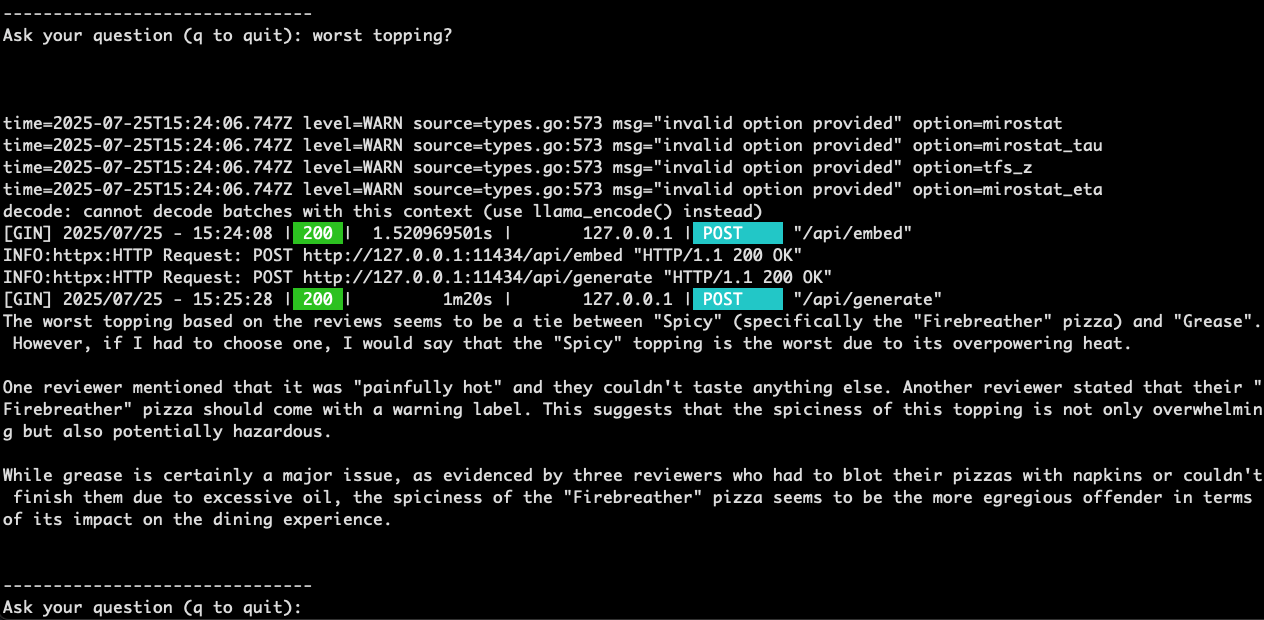 -------------------------------
Ask your question (q to quit): worst topping?
time=2025-07-25T15:24:06.747Z level=WARN source=types.go:573 msg="invalid option provided" option=mirostat
time=2025-07-25T15:24:06.747Z level=WARN source=types.go:573 msg="invalid option provided" option=mirostat_tau
time=2025-07-25T15:24:06.747Z level=WARN source=types.go:573 msg="invalid option provided" option=tfs_z
time=2025-07-25T15:24:06.747Z level=WARN source=types.go:573 msg="invalid option provided" option=mirostat_eta
decode: cannot decode batches with this context (use llama_encode() instead)
[GIN] 2025/07/25 - 15:24:08 | 200 |  1.520969501s |       127.0.0.1 | POST     "/api/embed"
INFO:httpx:HTTP Request: POST http://127.0.0.1:11434/api/embed "HTTP/1.1 200 OK"
INFO:httpx:HTTP Request: POST http://127.0.0.1:11434/api/generate "HTTP/1.1 200 OK"
[GIN] 2025/07/25 - 15:25:28 | 200 |         1m20s |       127.0.0.1 | POST     "/api/generate"
The worst topping based on the reviews seems to be a tie between "Spicy" (specifically the "Firebreather" pizza) and "Grease".
 However, if I had to choose one, I would say that the "Spicy" topping is the worst due to its overpowering heat.
One reviewer mentioned that it was "painfully hot" and they couldn't taste anything else. Another reviewer stated that their "
Firebreather" pizza should come with a warning label. This suggests that the spiciness of this topping is not only overwhelmin
g but also potentially hazardous.
While grease is certainly a major issue, as evidenced by three reviewers who had to blot their pizzas with napkins or couldn't
 finish them due to excessive oil, the spiciness of the "Firebreather" pizza seems to be the more egregious offender in terms
of its impact on the dining experience.
-------------------------------
Ask your question (q to quit):